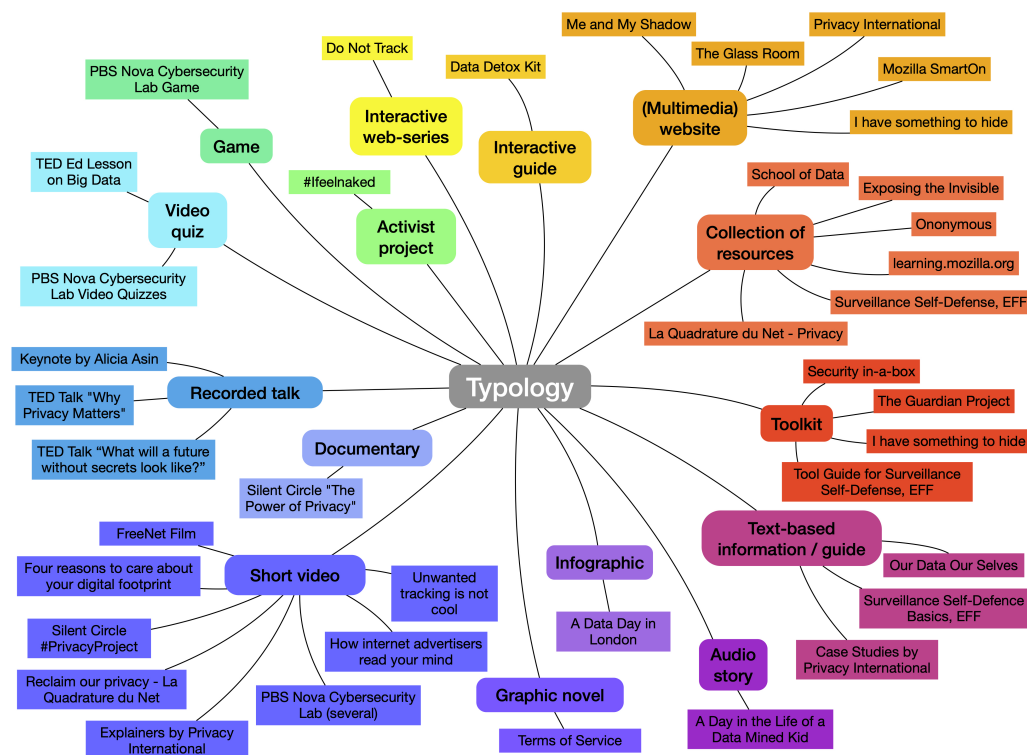 Me and My Shadow
Privacy International
The Glass Room
Mozilla SmartOn
I have something to hide
(Multimedia)
website
Do Not Track
Interactive
web-series
Data Detox Kit
Interactive
guide
PBS Nova Cybersecurity
Lab Game
Game
TED Ed Lesson
on Big Data
Video
quiz
PBS Nova Cybersecurity
Lab Video Quizzes
#Ifeelnaked
Activist
project
School of Data
Exposing the Invisible
Ononymous
learning.mozilla.org
Surveillance Self-Defense, EFF
La Quadrature du Net - Privacy
Collection of
resources
Typology
Keynote by Alicia Asin
TED Talk "Why
Privacy Matters"
TED Talk “What will a future
without secrets look like?”
Recorded talk
Documentary
Silent Circle "The
Power of Privacy"
Security in-a-box
The Guardian Project
I have something to hide
Tool Guide for Surveillance
Self-Defense, EFF
Toolkit
Text-based
information / guide
Our Data Our Selves
Surveillance Self-Defence
Basics, EFF
Case Studies by
Privacy International
FreeNet Film
Four reasons to care about
your digital footprint
Short video
Unwanted
tracking is not
cool
Silent Circle
#PrivacyProject
How internet advertisers
read your mind
Reclaim our privacy - La
Quadrature du Net
PBS Nova Cybersecurity
Lab (several)
Explainers by Privacy
International
Infographic
A Data Day in
London
Graphic novel
Terms of Service
Audio
story
A Day in the Life of a
Data Mined Kid